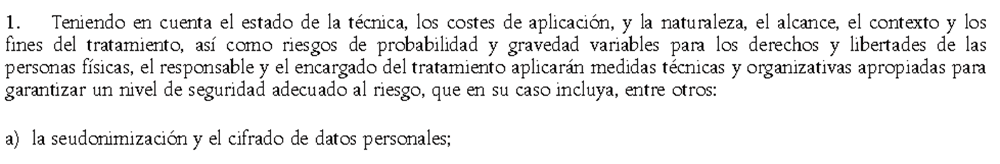 1. Teniendo en cuenta el estado de la técnica, los costes de aplicación, y la naturaleza, el alcance, el contexto y los
fines del tratamiento, así como riesgos de probabilidad y gravedad variables para los derechos y libertades de las
personas físicas, el responsable y el encargado del tratamiento aplicarán medidas técnicas y organizativas apropiadas para
garantizar un nivel de seguridad adecuado al riesgo, que en su caso incluya, entre otros:
a) la seudonimización y el cifrado de datos personales;